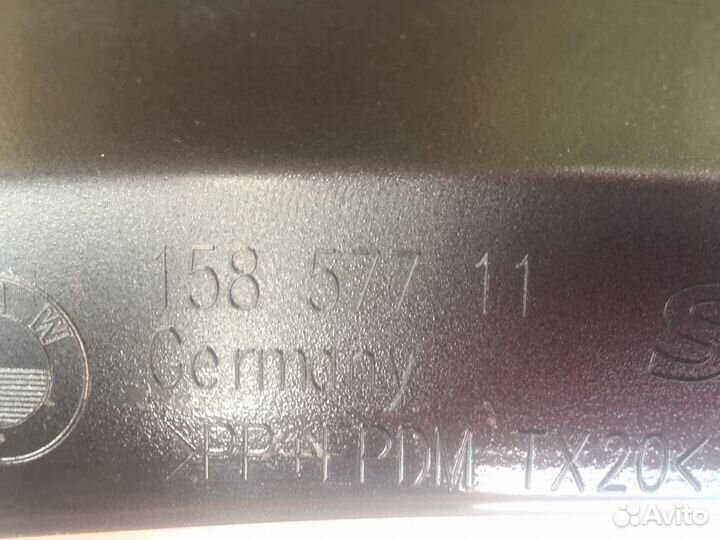 158 577 11
Germany
>PP+EPDM TX20<
Avito